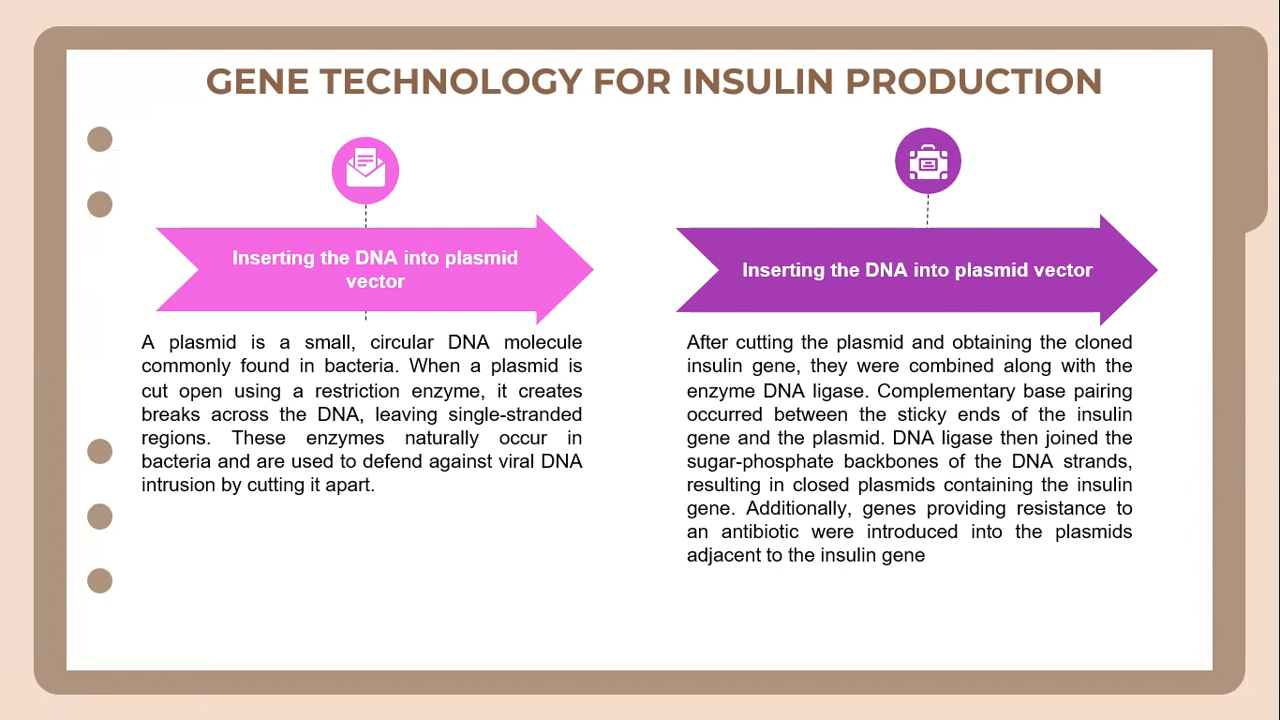 GENE TECHNOLOGY FOR INSULIN PRODUCTION
Inserting the DNA into plasmid
vector
A plasmid is a small, circular DNA molecule
commonly found in bacteria. When a plasmid is
cut open using a restriction enzyme, it creates
breaks across the DNA, leaving single-stranded
regions. These enzymes naturally occur in
bacteria and are used to defend against viral DNA
intrusion by cutting it apart.
Inserting the DNA into plasmid vector
After cutting the plasmid and obtaining the cloned
insulin gene, they were combined along with the
enzyme DNA ligase. Complementary base pairing
occurred between the sticky ends of the insulin
gene and the plasmid. DNA ligase then joined the
sugar-phosphate backbones of the DNA strands,
resulting in closed plasmids containing the insulin
gene. Additionally, genes providing resistance to
an antibiotic were introduced into the plasmids
adjacent to the insulin gene